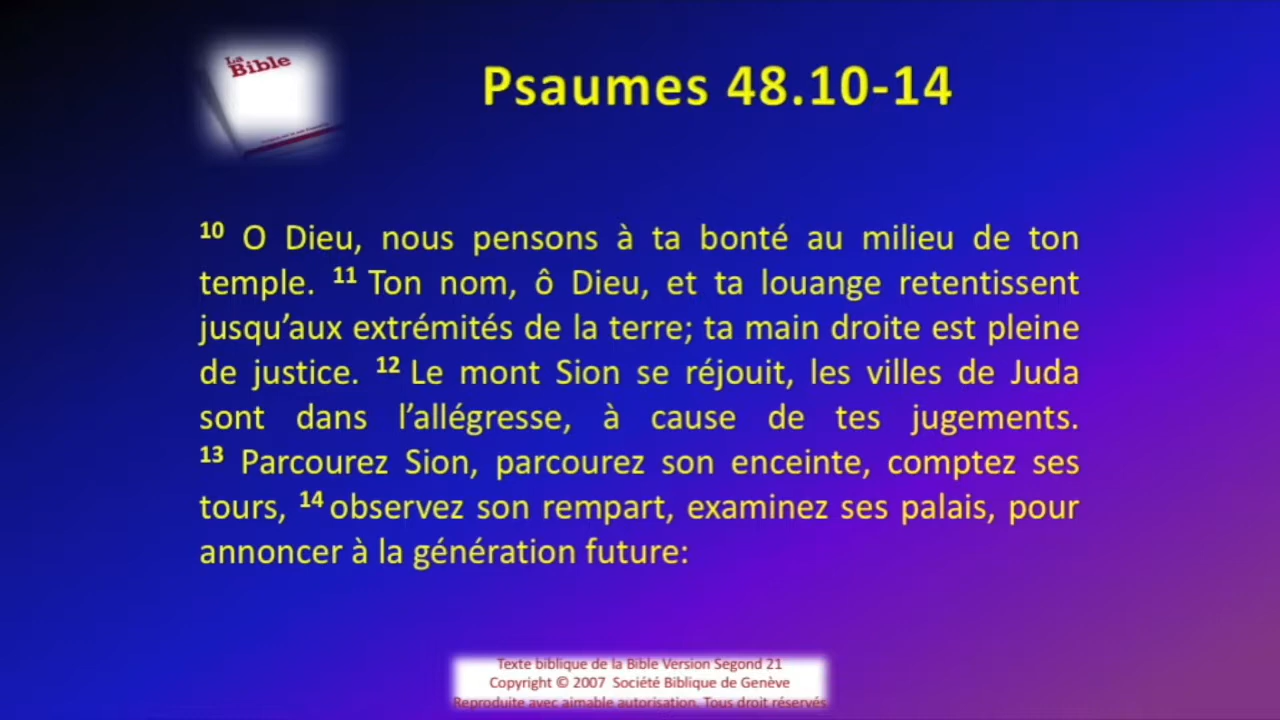 La
Bible
Psaumes 48.10-14
10 O Dieu, nous pensons à ta bonté au milieu de ton
temple. 11 Ton nom, ô Dieu, et ta louange retentissent
jusqu’aux extrémités de la terre; ta main droite est pleine
de justice. 12 Le mont Sion se réjouit, les villes de Juda
sont dans l’allégresse, à cause de tes jugements.
13 Parcourez Sion, parcourez son enceinte, comptez ses
tours, 14 observez son rempart, examinez ses palais, pour
annoncer à la génération future:
Texte biblique de la Bible Version Segond 21
Copyright © 2007 Société Biblique de Genève
Reproduite avec aimable autorisation. Tous droit réservés